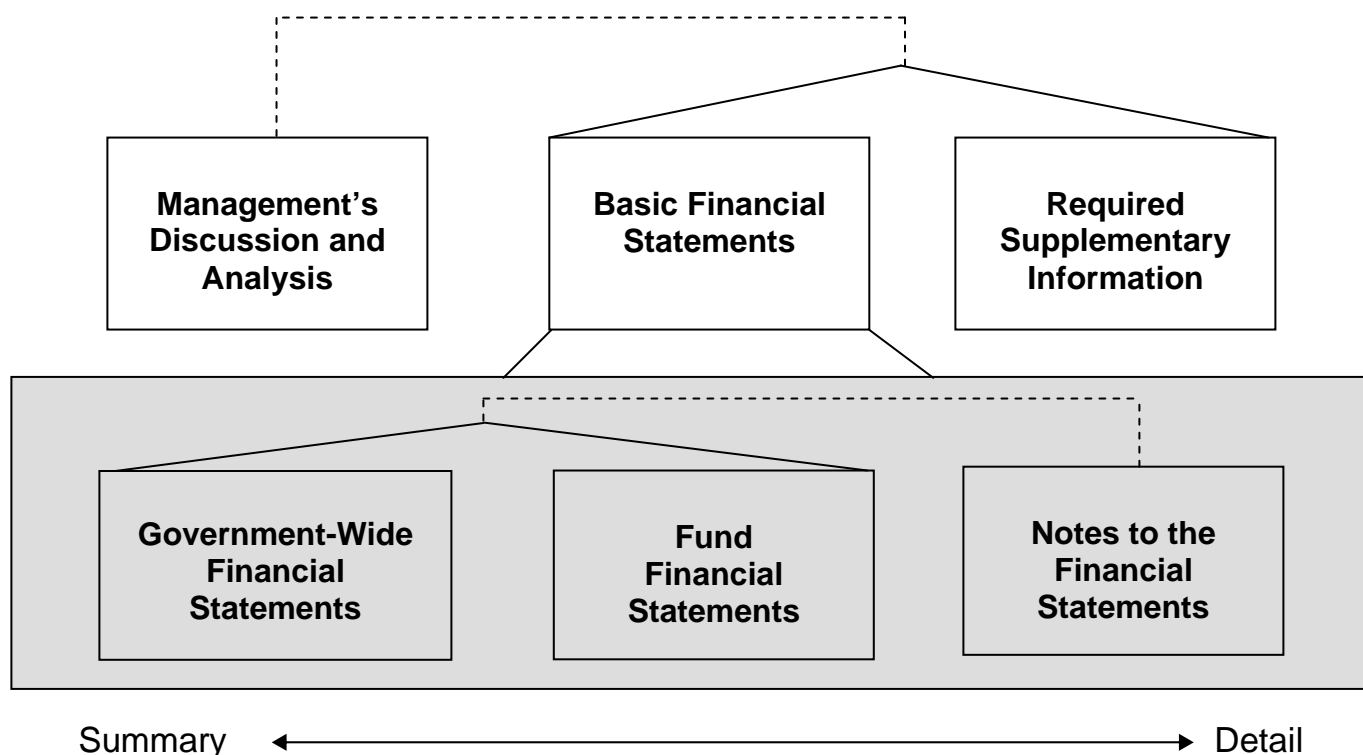 Management’s
Discussion and
Analysis
Basic Financial
Statements
Required
Supplementary
Information
Government-Wide
Financial
Statements
Fund
Financial
Statements
Notes to the
Financial
Statements
Summary
Detail